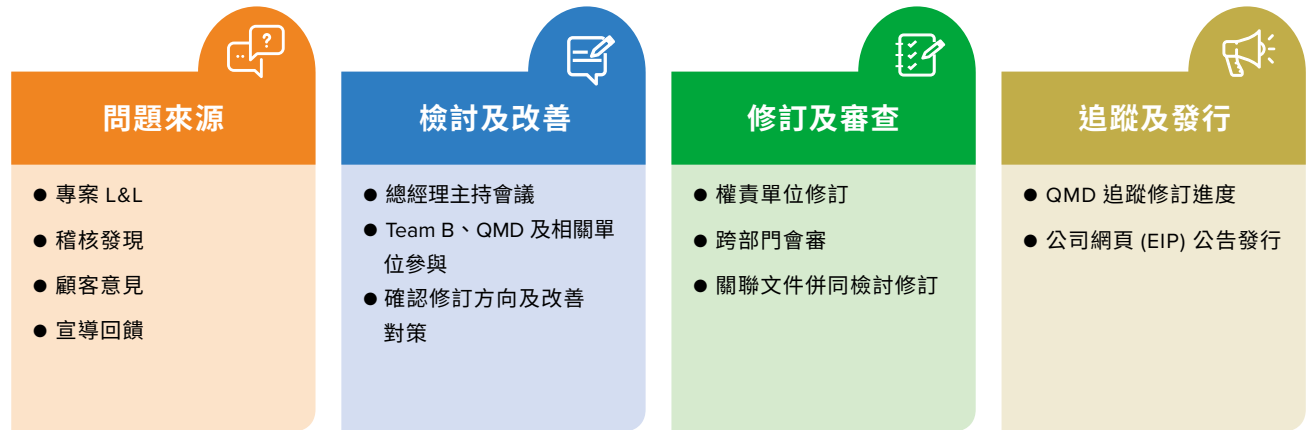 問題來源
● 專案 L&L
● 稽核發現
● 顧客意見
● 宣導回饋
檢討及改善
● 總經理主持會議
● Team B、QMD 及相關單
位參與
● 確認修訂方向及改善
對策
修訂及審查
● 權責單位修訂
● 跨部門會審
● 關聯文件併同檢討修訂
追蹤及發行
● QMD 追蹤修訂進度
● 公司網頁 (EIP) 公告發行